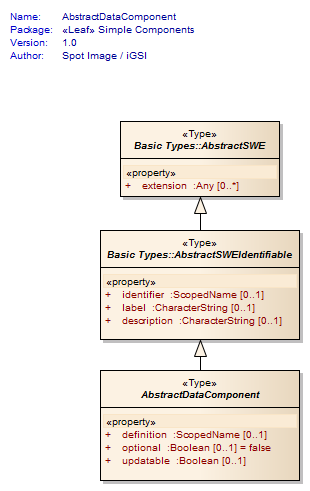 Name: AbstractDataComponent
Package: «Leaf» Simple Components
Version: 1.0
Author: Spot Image / iGSI
«Type»
Basic Types::AbstractSWE
«property»
+ extension :Any [0..*]
«Type»
Basic Types::AbstractSWEIdentifiable
«property»
+ identifier :ScopedName [0..1]
+ label :CharacterString [0..1]
+ description :CharacterString [0..1]
«Type»
AbstractDataComponent
«property»
+ definition :ScopedName [0..1]
+ optional :Boolean [0..1] = false
+ updatable :Boolean [0..1]